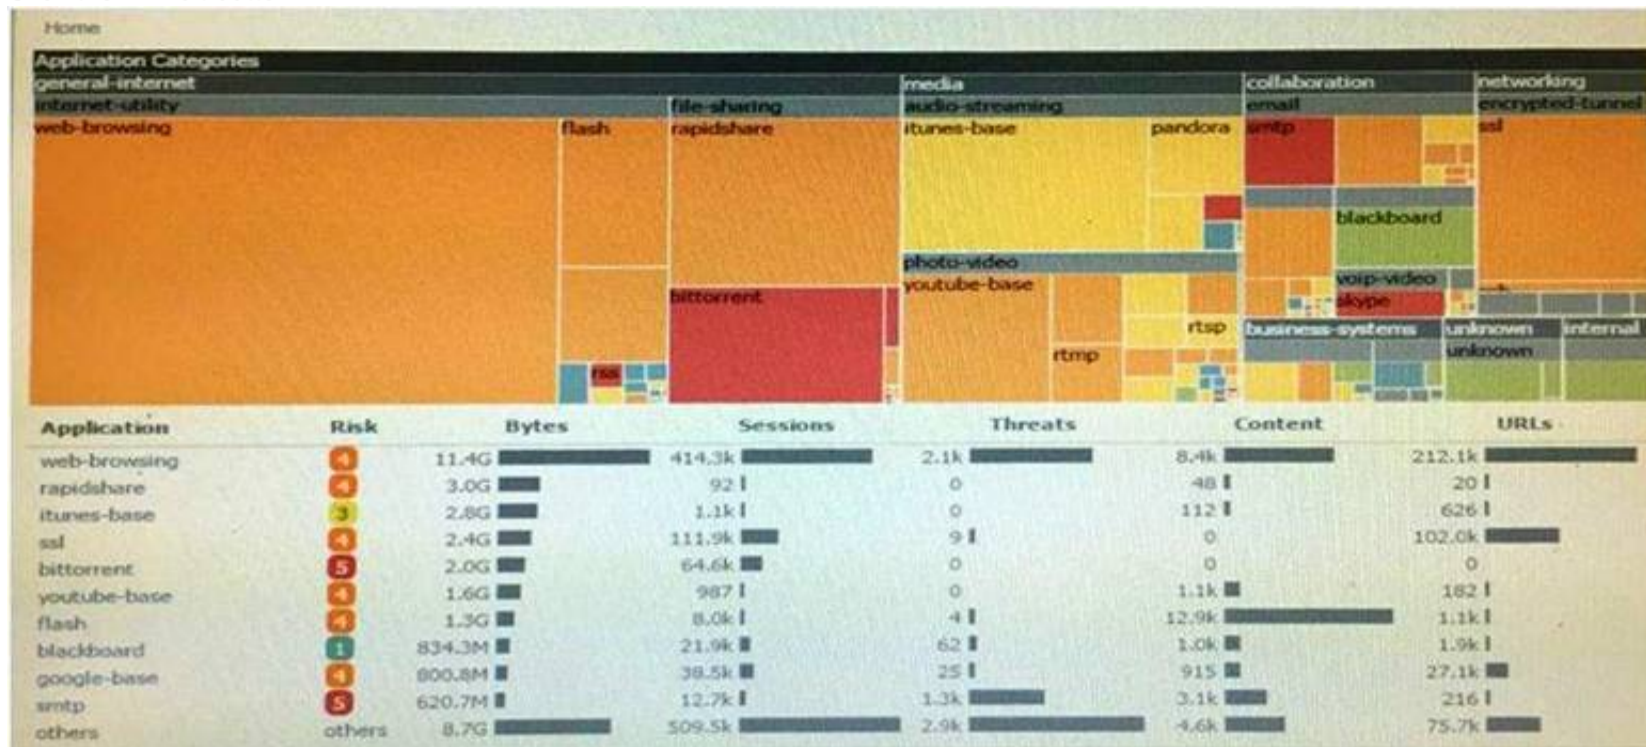 Home
Application Categories
general-internet media collaboration networking
internet-utility file-sharing audio-streaming email encrypted-tunnel
web-browsing flash rapidshare itunes-base pandora smtp ssl
blackboard
photo-video
voip-video
youtube-base
bittorrent
skype
rtsp business-systems unknown internal
rtmp unknown
rss
Application Risk Bytes Sessions Threats Content URLs
web-browsing 4 11.4G 414.3k 2.1k 8.4k 212.1k
rapidshare 4 3.0G 92 0 48 20
itunes-base 3 2.8G 1.1k 0 112 626
ssl 4 2.4G 111.9k 9 0 102.0k
bittorrent 5 2.0G 64.6k 0 0 0
youtube-base 4 1.6G 987 0 1.1k 182
flash 4 1.3G 8.0k 4 12.9k 1.1k
blackboard 1 834.3M 21.9k 62 1.0k 1.9k
google-base 4 800.8M 38.5k 25 915 27.1k
smtp 5 620.7M 12.7k 1.3k 3.1k 216
others others 8.7G 509.5k 2.9k 4.6k 75.7k